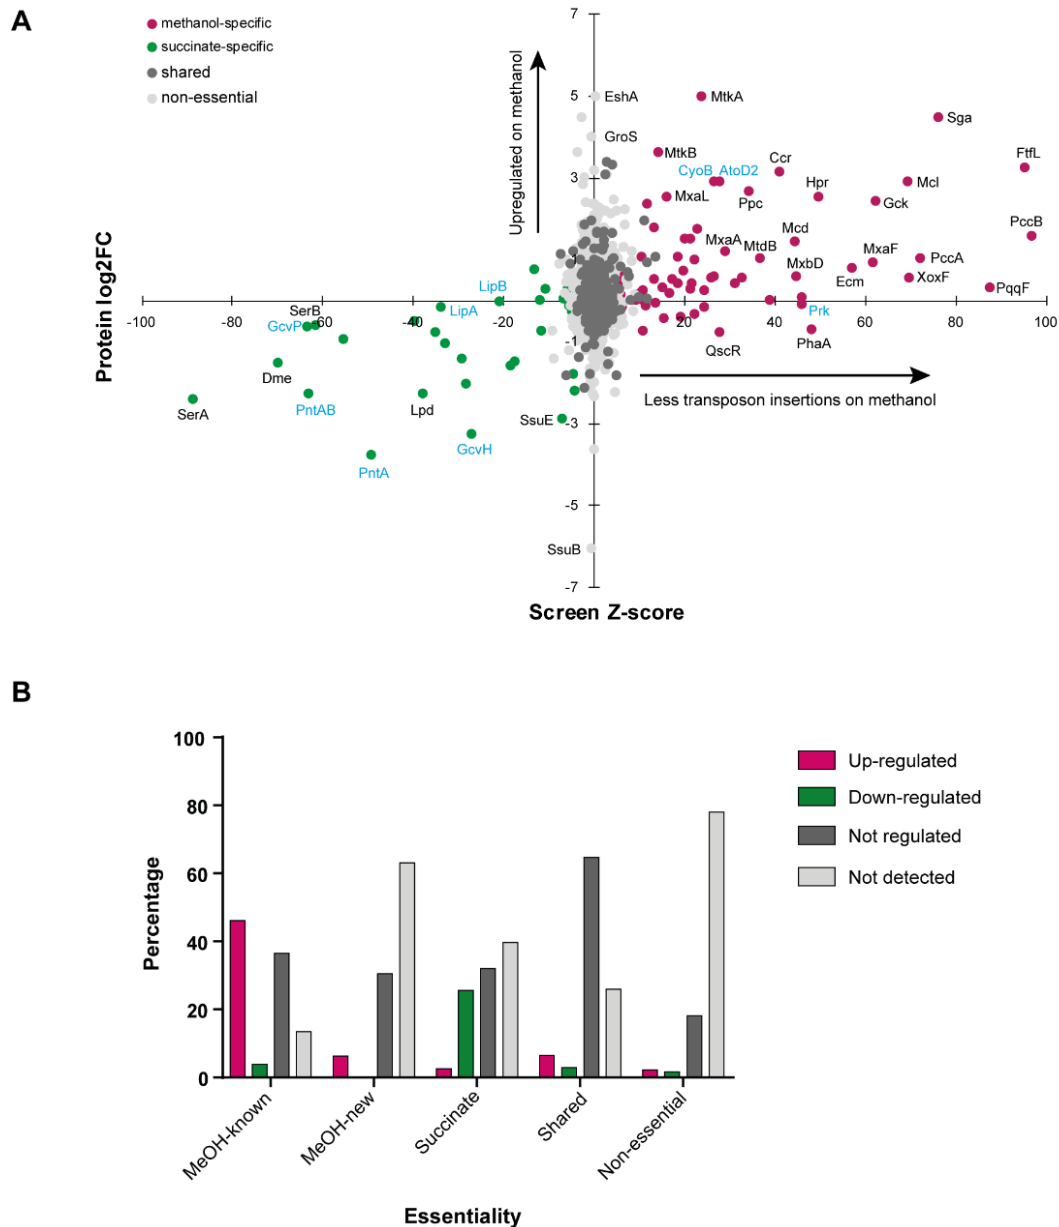 A
methanol-specific
succinate-specific
shared
non-essential
Protein log2FC
Upregulated on methanol
7
5
3
1
-1
-3
-5
-7
-100
-80
-60
-40
-20
0
20
40
60
80
100
EshA
MtkA
Sga
GroS
MtkB
CyoB AtoD2
Ccr
FtfL
MxaL
Ppc
Hpr
Mcl
Gck
PccB
MxaA
MtdB
Mcd
MxaF
PccA
MxbD
Ecm
XoxF
PqqF
Prk
QscR
PhaA
LipB
LipA
SerB
GcvP
Dme
SerA
PntAB
Lpd
SsuE
GcvH
PntA
SsuB
Less transposon insertions on methanol
Screen Z-score
B
Percentage
100
80
60
40
20
0
Up-regulated
Down-regulated
Not regulated
Not detected
MeOH-known
MeOH-new
Succinate
Shared
Non-essential
Essentiality